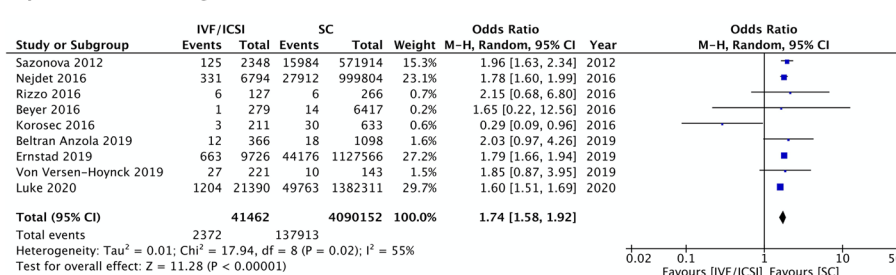 IVF/ICSI SC Odds Ratio Odds Ratio
Study or Subgroup Events Total Events Total Weight M-H, Random, 95% CI Year M-H, Random, 95% CI
Sazonova 2012 125 2348 15984 571914 15.3% 1.96 [1.63, 2.34] 2012
Nejdet 2016 331 6794 27912 999804 23.1% 1.78 [1.60, 1.99] 2016
Rizzo 2016 6 127 6 266 0.7% 2.15 [0.68, 6.80] 2016
Beyer 2016 1 279 14 6417 0.2% 1.65 [0.22, 12.56] 2016
Korosec 2016 3 211 30 633 0.6% 0.29 [0.09, 0.96] 2016
Beltran Anzola 2019 12 366 18 1098 1.6% 2.03 [0.97, 4.26] 2019
Ernstad 2019 663 9726 44176 1127566 27.2% 1.79 [1.66, 1.94] 2019
Von Versen-Hoynck 2019 27 221 10 143 1.5% 1.85 [0.87, 3.95] 2019
Luke 2020 1204 21390 49763 1382311 29.7% 1.60 [1.51, 1.69] 2020
Total (95% CI) 41462 4090152 100.0% 1.74 [1.58, 1.92]
Total events 2372 137913
Heterogeneity: Tau² = 0.01; Chi² = 17.94, df = 8 (P = 0.02); I² = 55%
Test for overall effect: Z = 11.28 (P < 0.00001)
0.02 0.1 1 10
Favours [IVF/ICSI] Favours [SC]